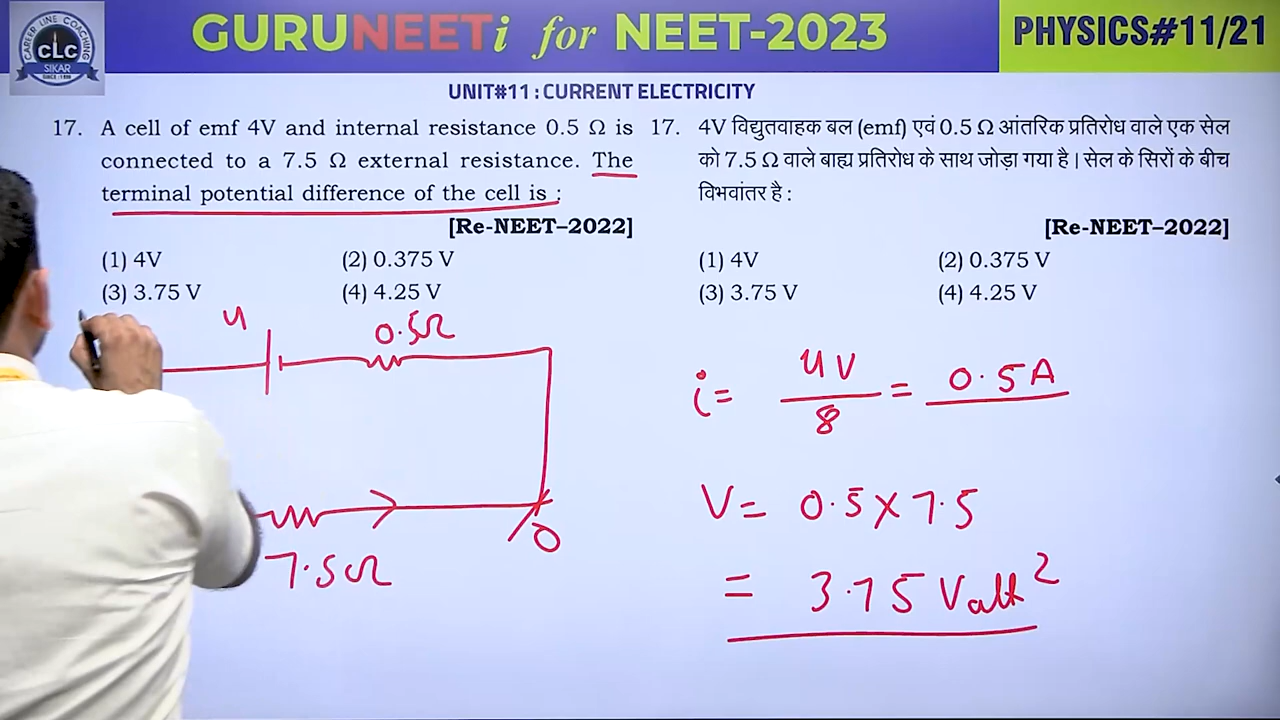 CAREER LINE COACHING
CLC
SIKAR
SINCE : 1996
GURUNEETi for NEET-2023
PHYSICS#11/21
UNIT#11 : CURRENT ELECTRICITY
17. A cell of emf 4V and internal resistance 0.5 Ω is
connected to a 7.5 Ω external resistance. The
terminal potential difference of the cell is :
[Re-NEET–2022]
(1) 4V (2) 0.375 V
(3) 3.75 V (4) 4.25 V
17. 4V विद्युतवाहक बल (emf) एवं 0.5 Ω आंतरिक प्रतिरोध वाले एक सेल
को 7.5 Ω वाले बाह्य प्रतिरोध के साथ जोड़ा गया है। सेल के सिरों के बीच
विभवांतर है :
[Re-NEET–2022]
(1) 4V (2) 0.375 V
(3) 3.75 V (4) 4.25 V
4
0.5Ω
7.5Ω
0
i = 4V/8 = 0.5A
V = 0.5 × 7.5
= 3.75 Volt